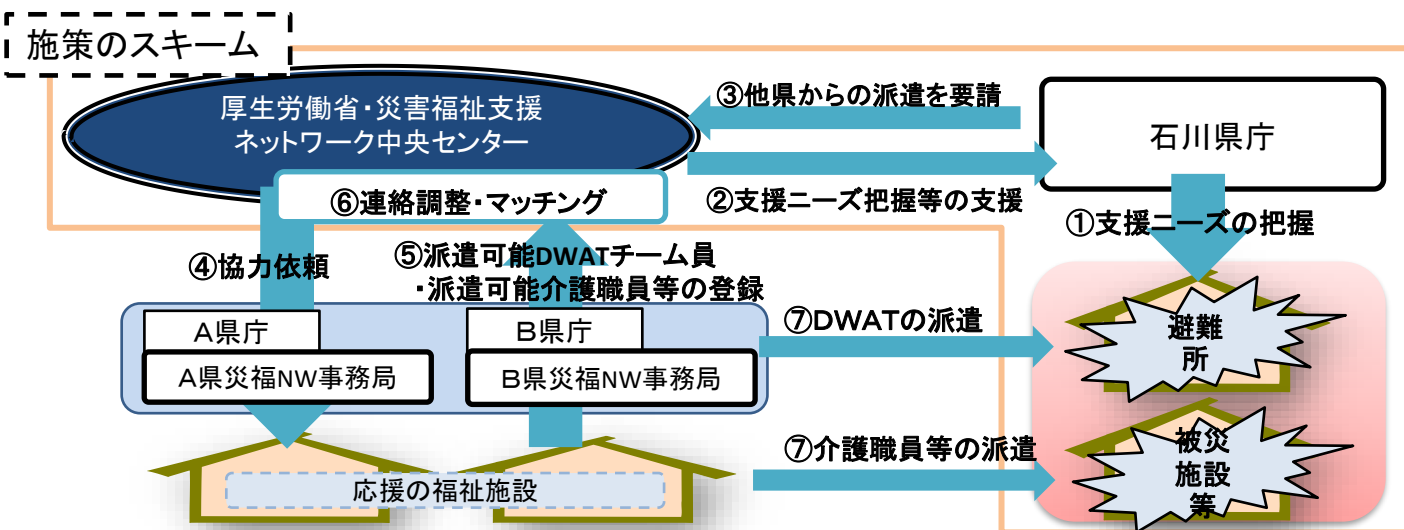 施策のスキーム
厚生労働省・災害福祉支援
ネットワーク中央センター
③他県からの派遣を要請
石川県庁
②支援ニーズ把握等の支援
⑥連絡調整・マッチング
①支援ニーズの把握
④協力依頼
⑤派遣可能DWATチーム員
・派遣可能介護職員等の登録
A県庁
A県災福NW事務局
B県庁
B県災福NW事務局
⑦DWATの派遣
避難
所
⑦介護職員等の派遣
被災
施設
等
応援の福祉施設